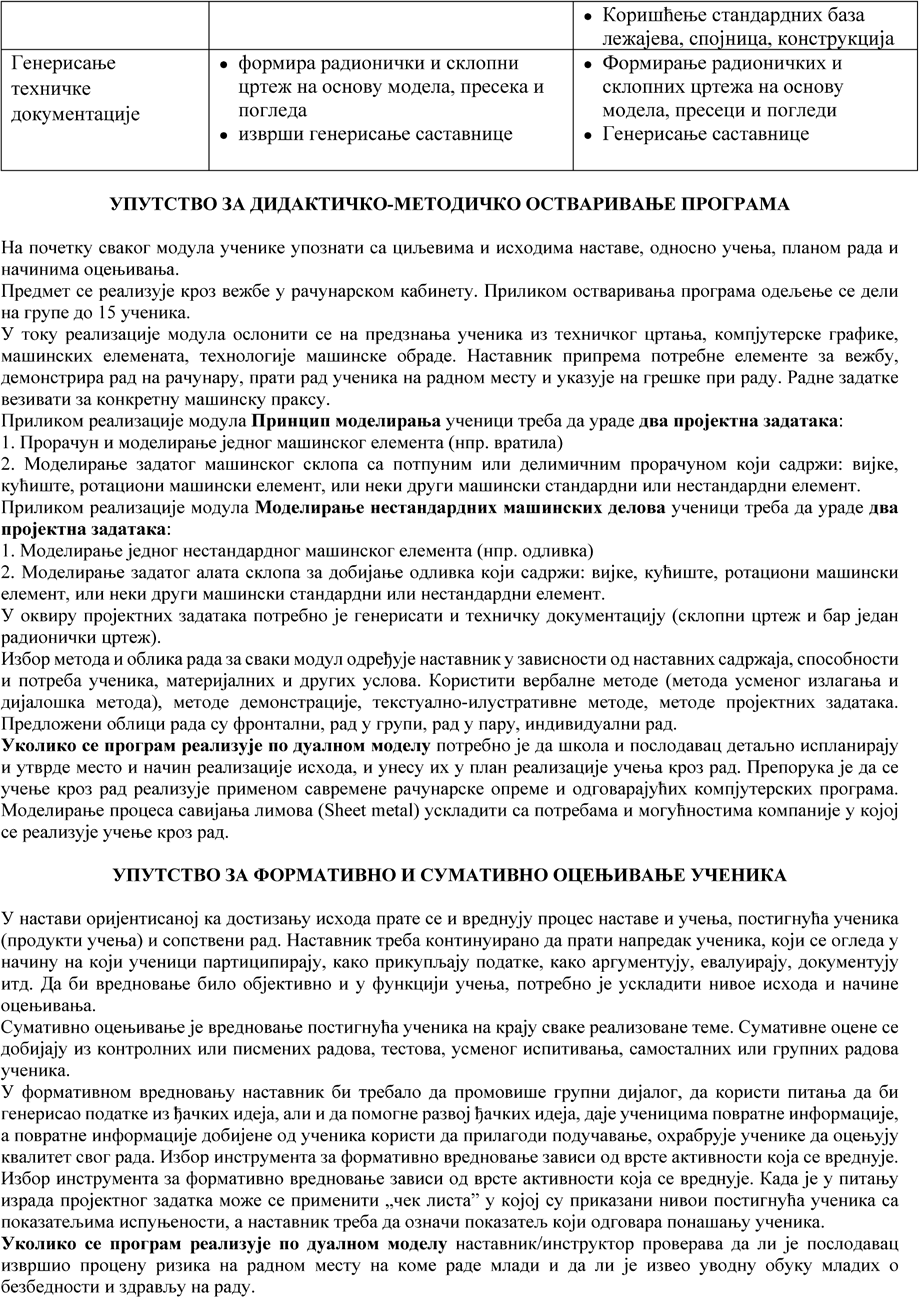 • Коришћење стандардних база
лежајева, спојница, конструкција
Генерисање
техничке
документације
• формира радионички и склопни
цртеж на основу модела, пресека и
погледа
• изврши генерисање саставнице
• Формирање радионичких и
склопних цртежа на основу
модела, пресеци и погледи
• Генерисање саставнице
УПУТСТВО ЗА ДИДАКТИЧКО-МЕТОДИЧКО ОСТВАРИВАЊЕ ПРОГРАМА
На почетку сваког модула ученике упознати са циљевима и исходима наставе, односно учења, планом рада и
начинима оцењивања.
Предмет се реализује кроз вежбе у рачунарском кабинету. Приликом остваривања програма одељење се дели
на групе до 15 ученика.
У току реализације модула ослонити се на предзнања ученика из техничког цртања, компјутерске графике,
машинских елемената, технологије машинске обраде. Наставник припрема потребне елементе за вежбу,
демонстрира рад на рачунару, прати рад ученика на радном месту и указује на грешке при раду. Радне задатке
везивати за конкретну машинску праксу.
Приликом реализације модула Принцип моделирања ученици треба да ураде два пројектна задатака:
1. Прорачун и моделирање једног машинског елемента (нпр. вратила)
2. Моделирање задатог машинског склопа са потпуним или делимичним прорачуном који садржи: вијке,
кућиште, ротациони машински елемент, или неки други машински стандардни или нестандардни елемент.
Приликом реализације модула Моделирање нестандардних машинских делова ученици треба да ураде два
пројектна задатака:
1. Моделирање једног нестандардног машинског елемента (нпр. одливка)
2. Моделирање задатог алата склопа за добијање одливка који садржи: вијке, кућиште, ротациони машински
елемент, или неки други машински стандардни или нестандардни елемент.
У оквиру пројектних задатака потребно је генерисати и техничку документацију (склопни цртеж и бар један
радионички цртеж).
Избор метода и облика рада за сваки модул одређује наставник у зависности од наставних садржаја, способности
и потреба ученика, материјалних и других услова. Користити вербалне методе (метода усменог излагања и
дијалошка метода), методе демонстрације, текстуално-илустративне методе, методе пројектних задатака.
Предложени облици рада су фронтални, рад у групи, рад у пару, индивидуални рад.
Уколико се програм реализује по дуалном моделу потребно је да школа и послодавац детаљно испланирају
и утврде место и начин реализације исхода, и унесу их у план реализације учења кроз рад. Препорука је да се
учење кроз рад реализује применом савремене рачунарске опреме и одговарајућих компјутерских програма.
Моделирање процеса савијања лимова (Sheet metal) ускладити са потребама и могућностима компаније у којој
се реализује учење кроз рад.
УПУТСТВО ЗА ФОРМАТИВНО И СУМАТИВНО ОЦЕЊИВАЊЕ УЧЕНИКА
У настави оријентисаној ка достизању исхода прате се и вреднују процес наставе и учења, постигнућа ученика
(продукти учења) и сопствени рад. Наставник треба континуирано да прати напредак ученика, који се огледа у
начину на који ученици партиципирају, како прикупљају податке, како аргументују, евалуирају, документују
итд. Да би вредновање било објективно и у функцији учења, потребно је ускладити нивое исхода и начине
оцењивања.
Сумативно оцењивање је вредновање постигнућа ученика на крају сваке реализоване теме. Сумативне оцене се
добијају из контролних или писмених радова, тестова, усменог испитивања, самосталних или групних радова
ученика.
У формативном вредновању наставник би требало да промовише групни дијалог, да користи питања да би
генерисао податке из ђачких идеја, али и да помогне развој ђачких идеја, даје ученицима повратне информације,
а повратне информације добијене од ученика користи да прилагоди подучавање, охрабрује ученике да оцењују
квалитет свог рада. Избор инструмента за формативно вредновање зависи од врсте активности која се вреднује.
Избор инструмента за формативно вредновање зависи од врсте активности која се вреднује. Када је у питању
израда пројектног задатка може се применити „чек листа” у којој су приказани нивои постигнућа ученика са
показатељима испуњености, а наставник треба да означи показатељ који одговара понашању ученика.
Уколико се програм реализује по дуалном моделу наставник/инструктор проверава да ли је послодавац
извршио процену ризика на радном месту на коме раде млади и да ли је извео уводну обуку младих о
безбедности и здрављу на раду.